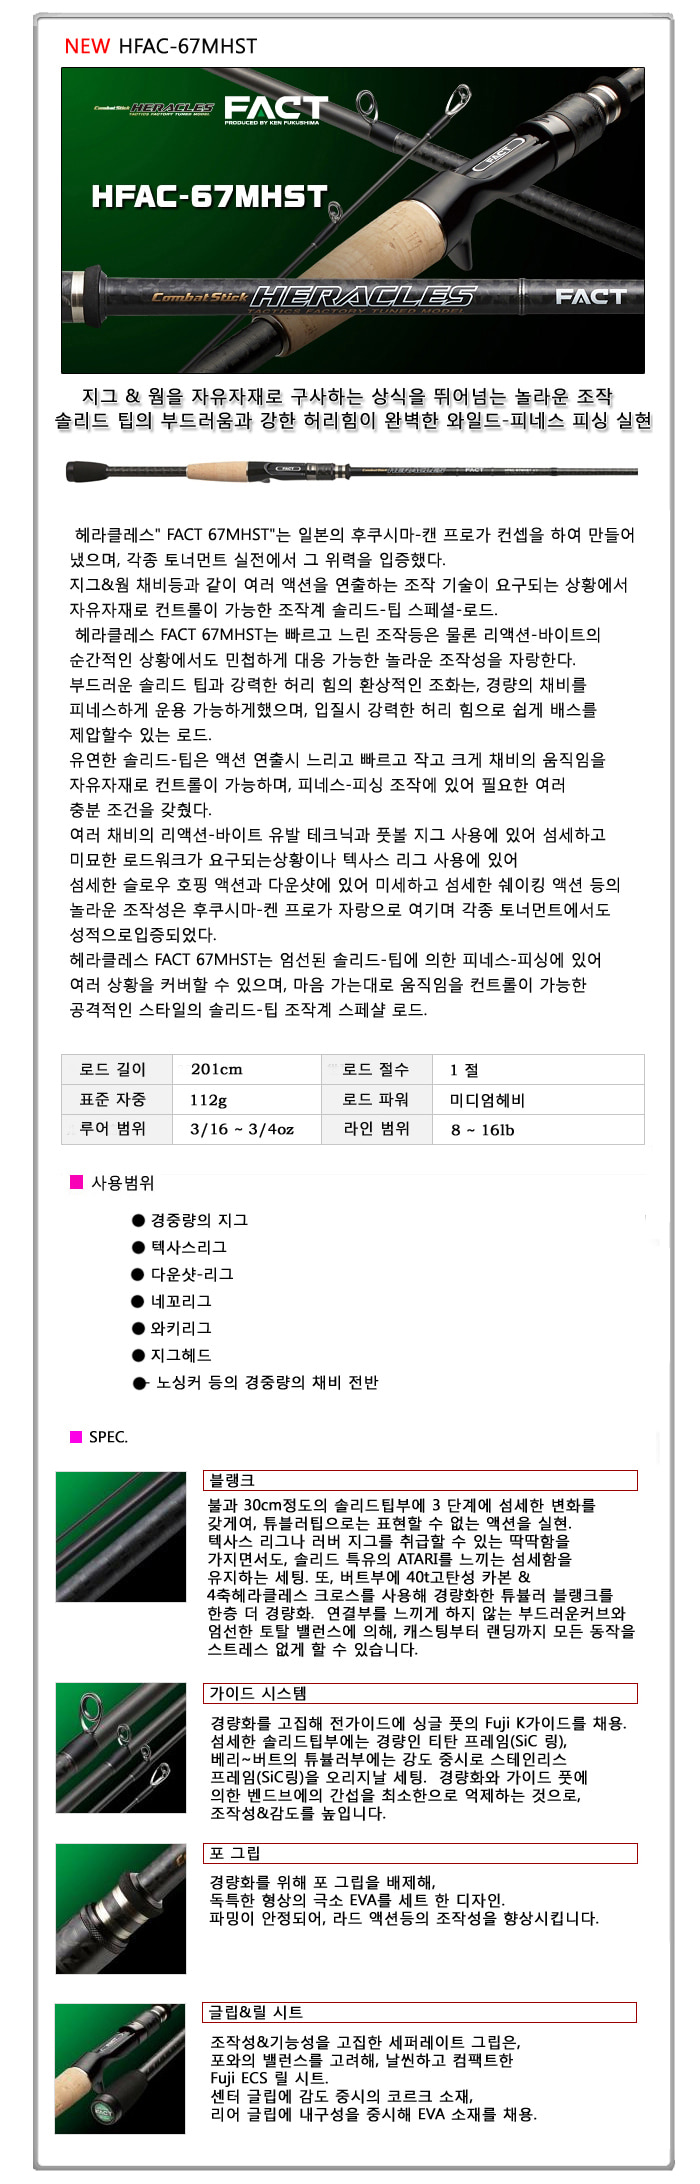 NEW HFAC-67MHST
Combat Stick HERACLES FACT
TACTICS FACTORY TUNED MODEL PRODUCED BY KEN FUKUSHIMA
FACT
HFAC-67MHST
Combat Stick HERACLES FACT
TACTICS FACTORY TUNED MODEL
지그 & 웜을 자유자재로 구사하는 상식을 뛰어넘는 놀라운 조작
솔리드 팁의 부드러움과 강한 허리힘이 완벽한 와일드-피네스 피싱 실현
FACT Combat Stick HERACLES FACT
헤라클레스" FACT 67MHST"는 일본의 후쿠시마-캔 프로가 컨셉을 하여 만들어
냈으며, 각종 토너먼트 실전에서 그 위력을 입증했다.
지그&웜 채비등과 같이 여러 액션을 연출하는 조작 기술이 요구되는 상황에서
자유자재로 컨트롤이 가능한 조작계 솔리드-팁 스페셜-로드.
헤라클레스 FACT 67MHST는 빠르고 느린 조작등은 물론 리액션-바이트의
순간적인 상황에서도 민첩하게 대응 가능한 놀라운 조작성을 자랑한다.
부드러운 솔리드 팁과 강력한 허리 힘의 환상적인 조화는, 경량의 채비를
피네스하게 운용 가능하게했으며, 입질시 강력한 허리 힘으로 쉽게 배스를
제압할수 있는 로드.
유연한 솔리드-팁은 액션 연출시 느리고 빠르고 작고 크게 채비의 움직임을
자유자재로 컨트롤이 가능하며, 피네스-피싱 조작에 있어 필요한 여러
충분 조건을 갖췄다.
여러 채비의 리액션-바이트 유발 테크닉과 풋볼 지그 사용에 있어 섬세하고
미묘한 로드워크가 요구되는상황이나 텍사스 리그 사용에 있어
섬세한 슬로우 호핑 액션과 다운샷에 있어 미세하고 섬세한 쉐이킹 액션 등의
놀라운 조작성은 후쿠시마-켄 프로가 자랑으로 여기며 각종 토너먼트에서도
성적으로입증되었다.
헤라클레스 FACT 67MHST는 엄선된 솔리드-팁에 의한 피네스-피싱에 있어
여러 상황을 커버할 수 있으며, 마음 가는대로 움직임을 컨트롤이 가능한
공격적인 스타일의 솔리드-팁 조작계 스페샬 로드.
로드 길이 201cm 로드 절수 1 절
표준 자중 112g 로드 파워 미디엄헤비
루어 범위 3/16 ~ 3/4oz 라인 범위 8 ~ 16lb
사용범위
● 경중량의 지그
● 텍사스리그
● 다운샷-리그
● 네꼬리그
● 와키리그
● 지그헤드
● 노싱커 등의 경중량의 채비 전반
SPEC.
블랭크
불과 30cm정도의 솔리드팁부에 3 단계에 섬세한 변화를
갖게여, 튜블러팁으로는 표현할 수 없는 액션을 실현.
텍사스 리그나 러버 지그를 취급할 수 있는 딱딱함을
가지면서도, 솔리드 특유의 ATARI를 느끼는 섬세함을
유지하는 세팅. 또, 버트부에 40t고탄성 카본 &
4축헤라클레스 크로스를 사용해 경량화한 튜뷸러 블랭크를
한층 더 경량화. 연결부를 느끼게 하지 않는 부드러운커브와
엄선한 토탈 밸런스에 의해, 캐스팅부터 랜딩까지 모든 동작을
스트레스 없게 할 수 있습니다.
가이드 시스템
경량화를 고집해 전가이드에 싱글 풋의 Fuji K가이드를 채용.
섬세한 솔리드팁부에는 경량인 티탄 프레임(SiC 링),
베리~버트의 튜뷸러부에는 강도 중시로 스테인리스
프레임(SiC링)을 오리지날 세팅. 경량화와 가이드 풋에
의한 벤드브에의 간섭을 최소한으로 억제하는 것으로,
조작성&감도를 높입니다.
포 그립
경량화를 위해 포 그립을 배제해,
독특한 형상의 극소 EVA를 세트 한 디자인.
파밍이 안정되어, 라드 액션등의 조작성을 향상시킵니다.
글립&릴 시트
조작성&기능성을 고집한 세퍼레이트 그립은,
포와의 밸런스를 고려해, 날씬하고 컴팩트한
Fuji ECS 릴 시트.
센터 글립에 감도 중시의 코르크 소재,
리어 글립에 내구성을 중시해 EVA 소재를 채용.
FACT